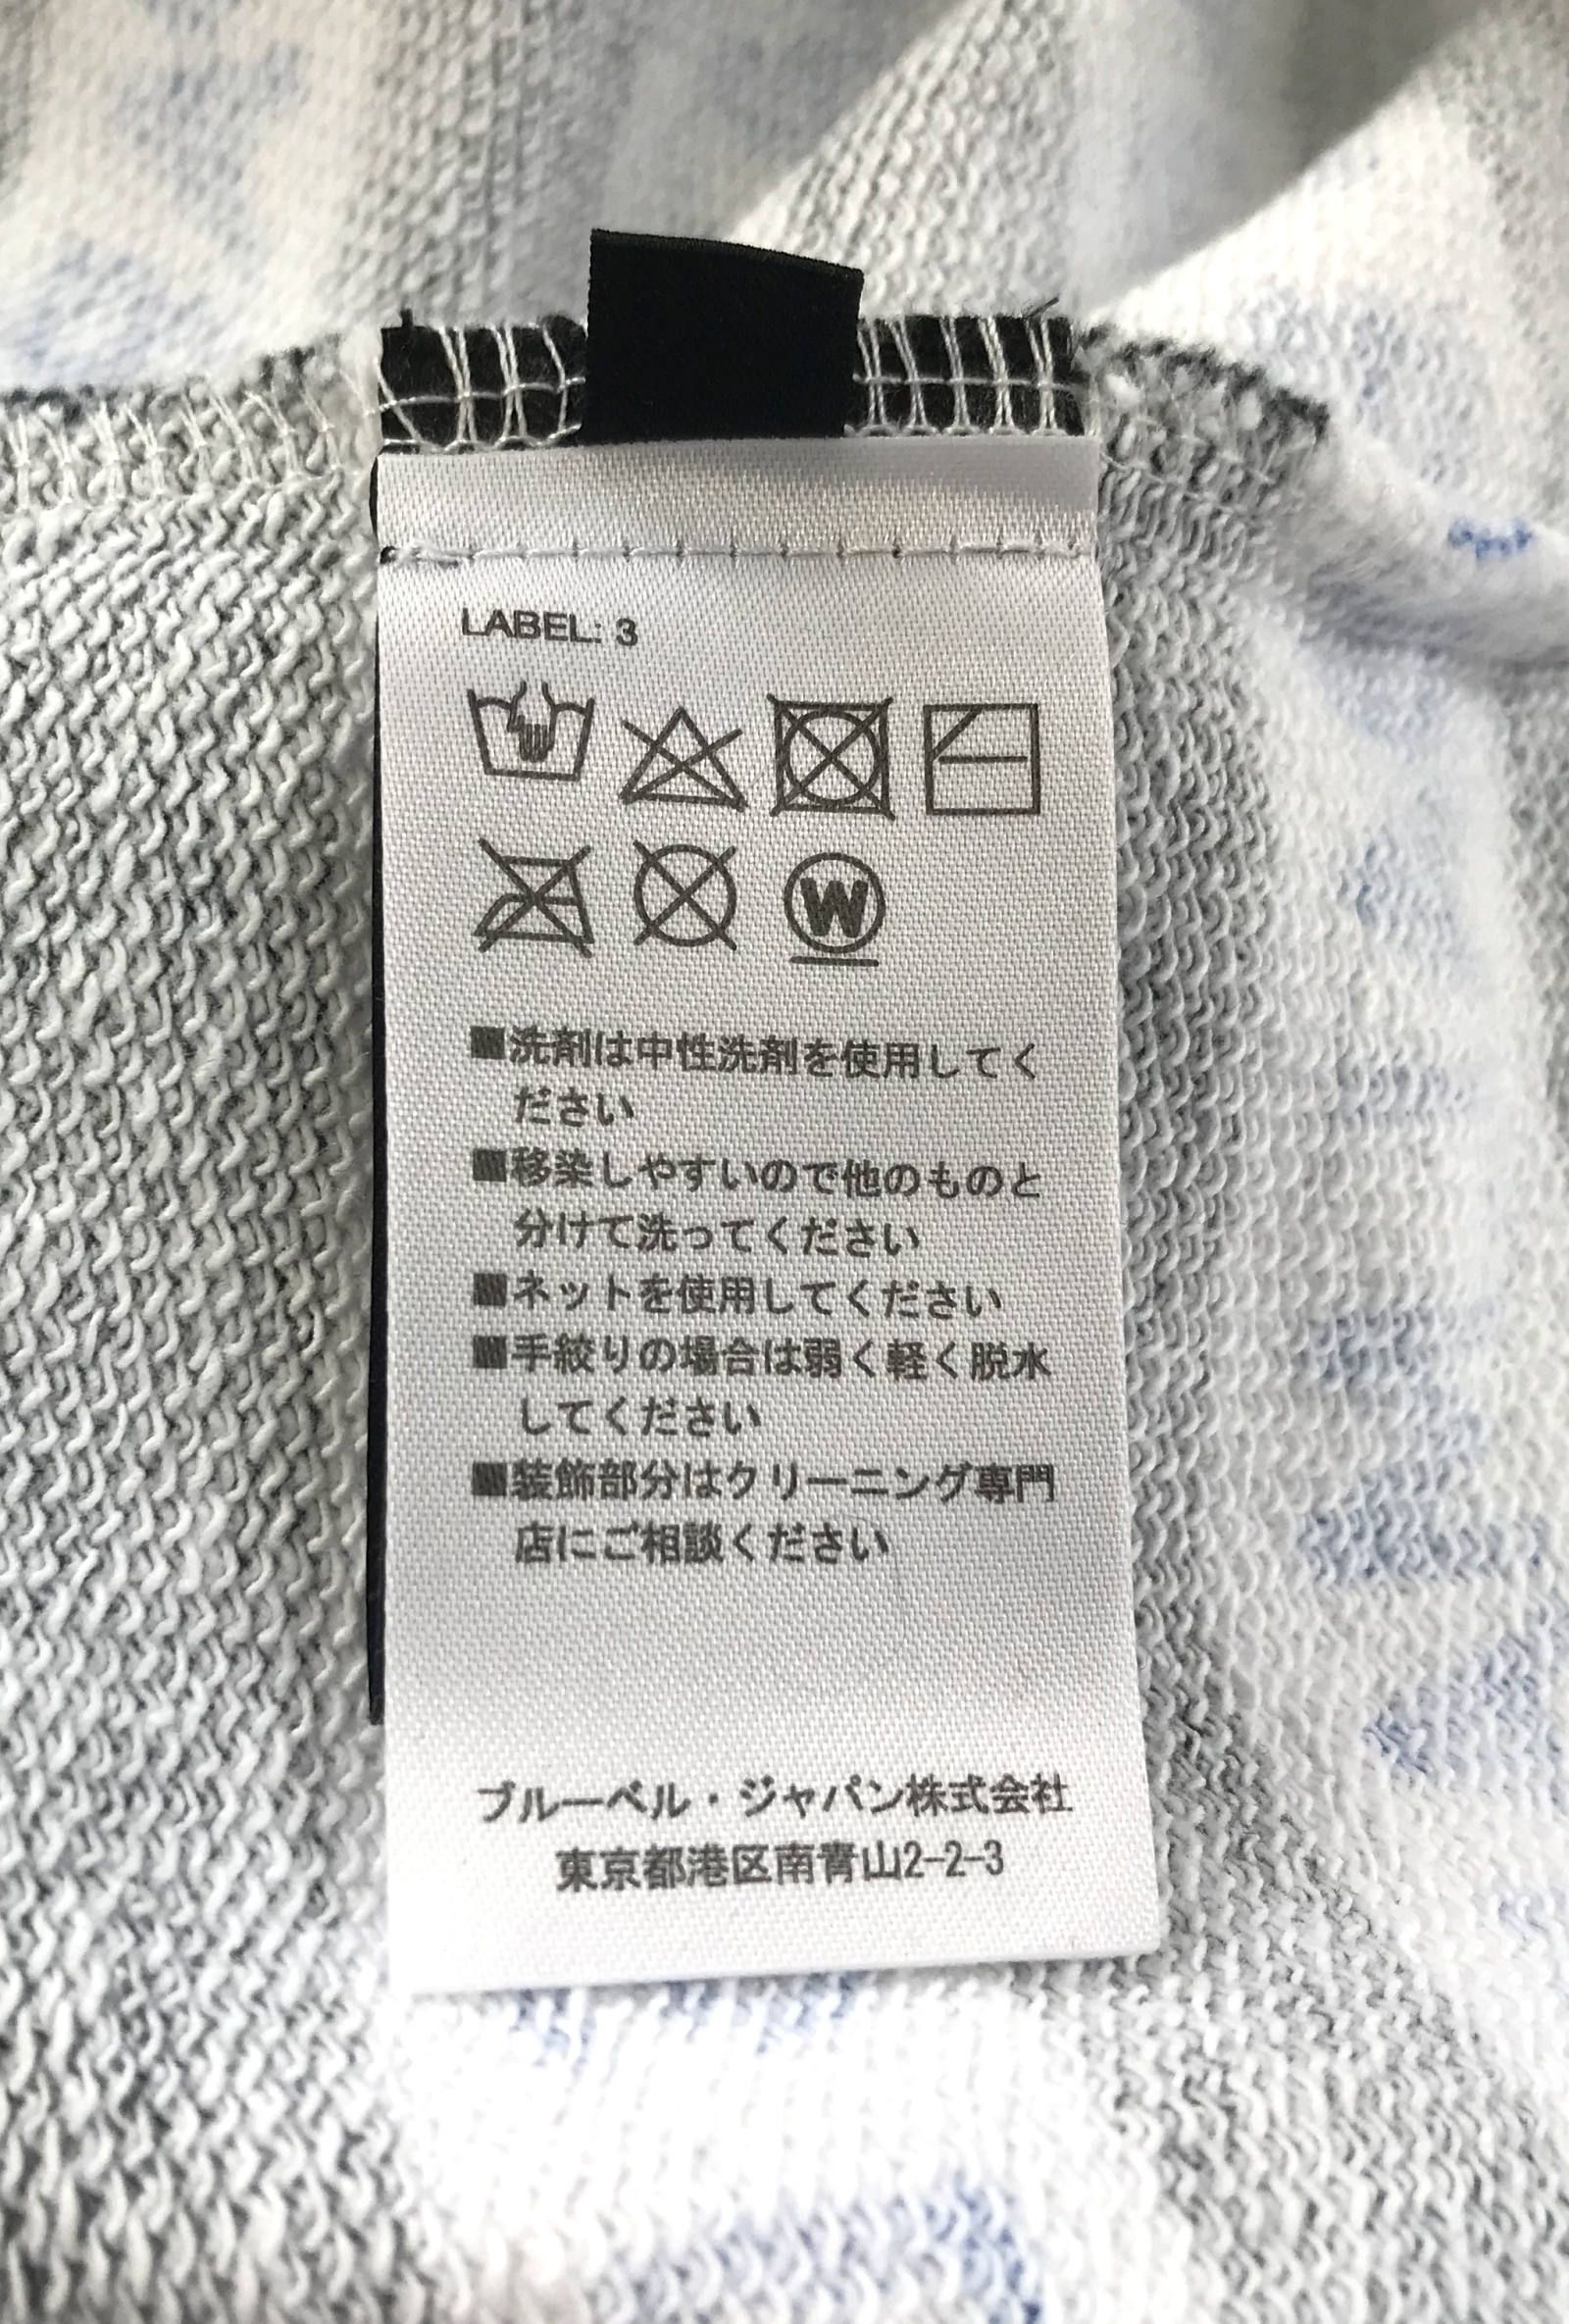 LABEL: 3
W
■洗剤は中性洗剤を使用してく
ださい
■移染しやすいので他のものと
分けて洗ってください
■ネットを使用してください
■手絞りの場合は弱く軽く脱水
してください
■装飾部分はクリーニング専門
店にご相談ください
ブルーベル・ジャパン株式会社
東京都港区南青山2-2-3